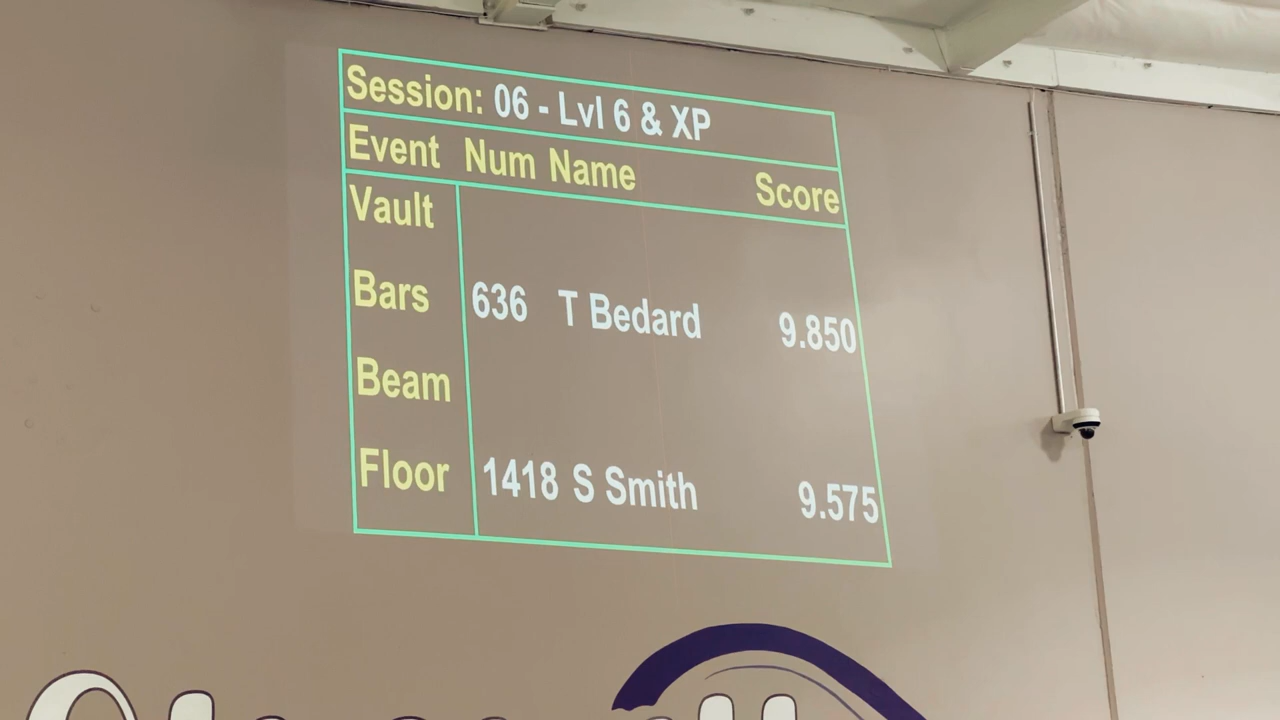 Session: 06 - Lvl 6 & XP
Event Num Name Score
Vault
Bars 636 T Bedard 9.850
Beam
Floor 1418 S Smith 9.575